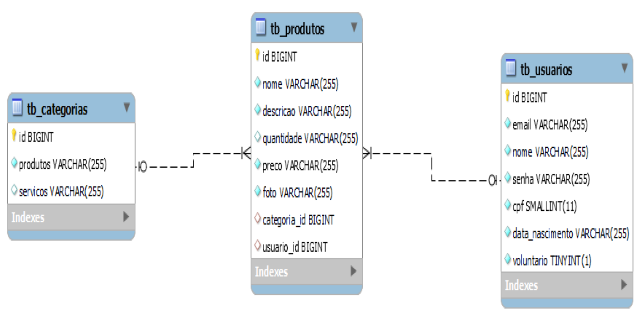 tb_categorias
id BIGINT
produtos VARCHAR(255)
servicos VARCHAR(255)
Indexes
tb_produtos
id BIGINT
nome VARCHAR(255)
descricao VARCHAR(255)
quantidade VARCHAR(255)
preco VARCHAR(255)
foto VARCHAR(255)
categoria_id BIGINT
usuario_id BIGINT
Indexes
tb_usuarios
id BIGINT
email VARCHAR(255)
nome VARCHAR(255)
senha VARCHAR(255)
cpf SMALLINT(11)
data_nascimento VARCHAR(255)
voluntario TINYINT(1)
Indexes